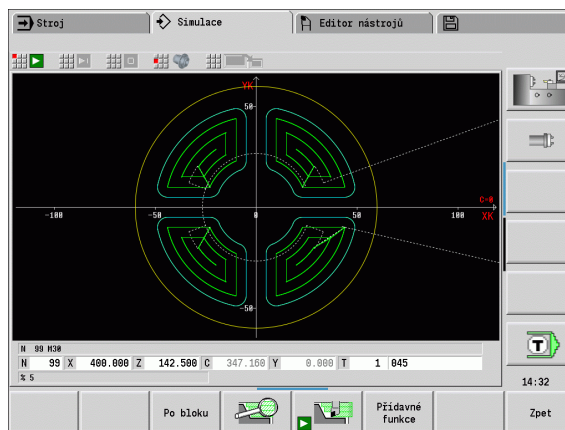 Stroj
Simulace
Editor nástrojů
YK
50
C=0
-100
-50
0
50
100
XK
-50
N 99 M30
N 99 X 400.000 Z 142.500 C 347.160 Y 0.000 T 1 045
% 5
T
14:32
Po bloku
Přídavné
funkce
Zpet